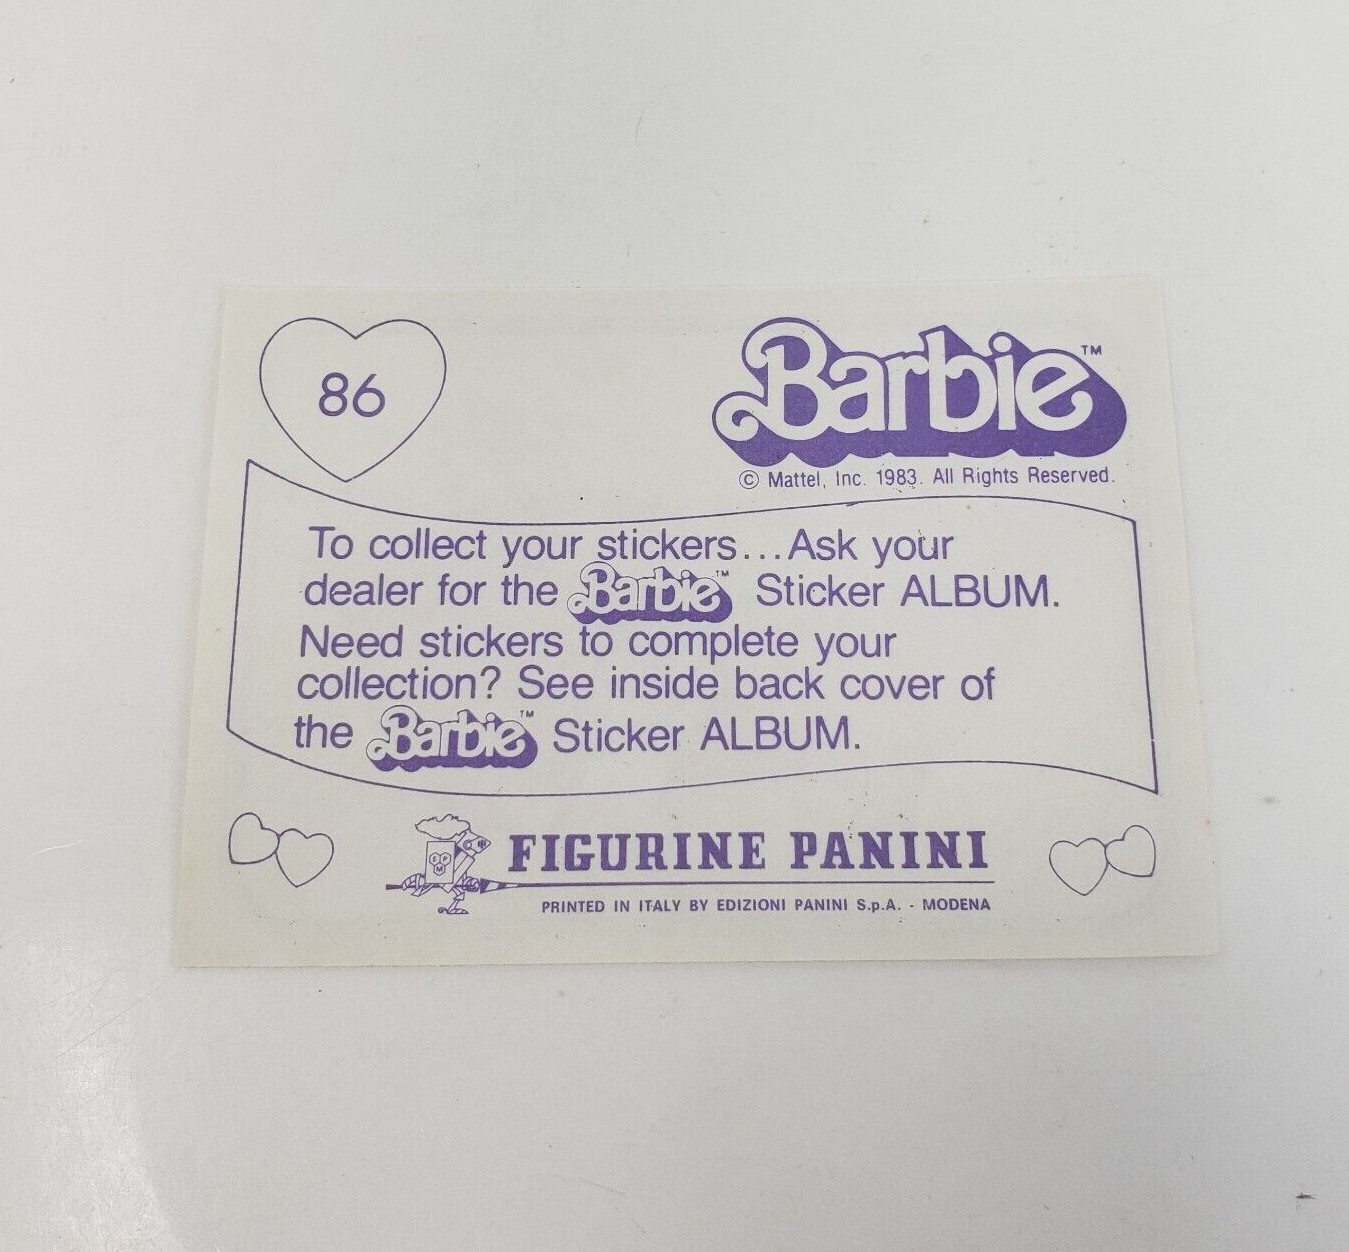 86
Barbie™
© Mattel, Inc. 1983. All Rights Reserved.
To collect your stickers...Ask your
dealer for the Barbie™ Sticker ALBUM.
Need stickers to complete your
collection? See inside back cover of
the Barbie™ Sticker ALBUM.
EPM
FIGURINE PANINI
PRINTED IN ITALY BY EDIZIONI PANINI S.p.A. - MODENA